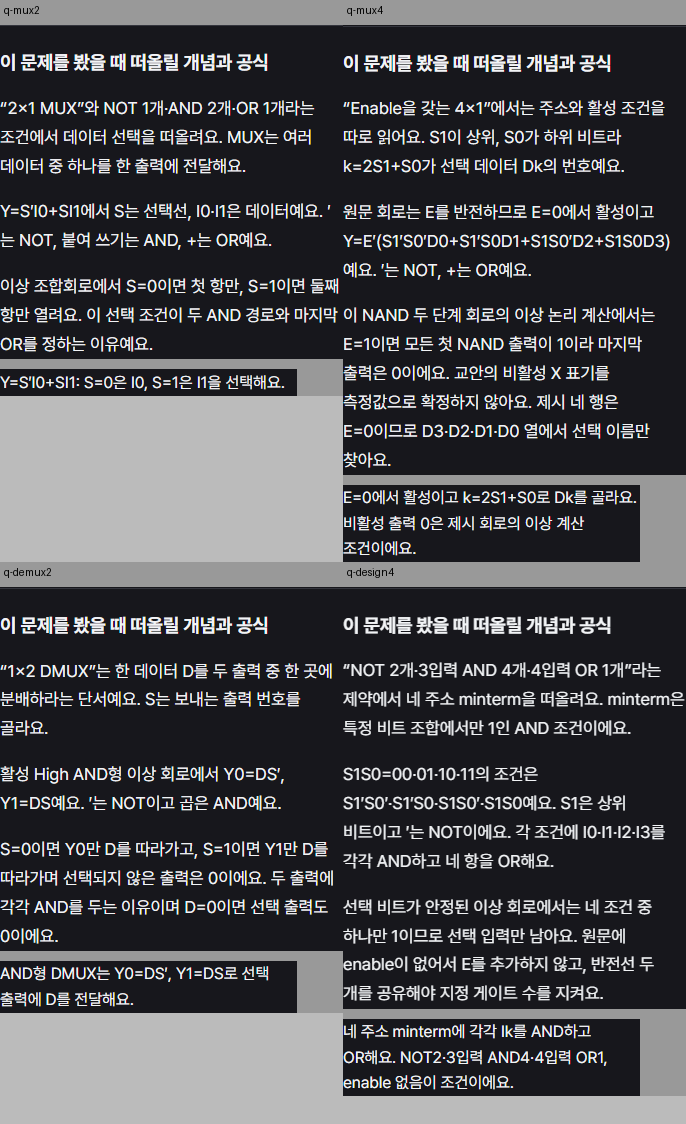 q-mux2
이 문제를 봤을 때 떠올릴 개념과 공식
“2×1 MUX”와 NOT 1개·AND 2개·OR 1개라는
조건에서 데이터 선택을 떠올려요. MUX는 여러
데이터 중 하나를 한 출력에 전달해요.
Y=S′I0+SI1에서 S는 선택선, I0·I1은 데이터예요. ′
는 NOT, 붙여 쓰기는 AND, +는 OR예요.
이상 조합회로에서 S=0이면 첫 항만, S=1이면 둘째
항만 열려요. 이 선택 조건이 두 AND 경로와 마지막
OR를 정하는 이유예요.
Y=S′I0+SI1: S=0은 I0, S=1은 I1을 선택해요.
q-mux4
이 문제를 봤을 때 떠올릴 개념과 공식
“Enable을 갖는 4×1”에서는 주소와 활성 조건을
따로 읽어요. S1이 상위, S0가 하위 비트라
k=2S1+S0가 선택 데이터 Dk의 번호예요.
원문 회로는 E를 반전하므로 E=0에서 활성이고
Y=E′(S1′S0′D0+S1′S0D1+S1S0′D2+S1S0D3)
예요. ′는 NOT, +는 OR예요.
이 NAND 두 단계 회로의 이상 논리 계산에서는
E=1이면 모든 첫 NAND 출력이 1이라 마지막
출력은 0이에요. 교안의 비활성 X 표기를
측정값으로 확정하지 않아요. 제시 네 행은
E=0이므로 D3·D2·D1·D0 열에서 선택 이름만
찾아요.
E=0에서 활성이고 k=2S1+S0로 Dk를 골라요.
비활성 출력 0은 제시 회로의 이상 계산
조건이에요.
q-demux2
이 문제를 봤을 때 떠올릴 개념과 공식
“1×2 DMUX”는 한 데이터 D를 두 출력 중 한 곳에
분배하라는 단서예요. S는 보내는 출력 번호를
골라요.
활성 High AND형 이상 회로에서 Y0=DS′,
Y1=DS예요. ′는 NOT이고 곱은 AND예요.
S=0이면 Y0만 D를 따라가고, S=1이면 Y1만 D를
따라가며 선택되지 않은 출력은 0이에요. 두 출력에
각각 AND를 두는 이유이며 D=0이면 선택 출력도
0이에요.
AND형 DMUX는 Y0=DS′, Y1=DS로 선택
출력에 D를 전달해요.
q-design4
이 문제를 봤을 때 떠올릴 개념과 공식
“NOT 2개·3입력 AND 4개·4입력 OR 1개”라는
제약에서 네 주소 minterm을 떠올려요. minterm은
특정 비트 조합에서만 1인 AND 조건이에요.
S1S0=00·01·10·11의 조건은
S1′S0′·S1′S0·S1S0′·S1S0예요. S1은 상위
비트이고 ′는 NOT이에요. 각 조건에 I0·I1·I2·I3를
각각 AND하고 네 항을 OR해요.
선택 비트가 안정된 이상 회로에서는 네 조건 중
하나만 1이므로 선택 입력만 남아요. 원문에
enable이 없어서 E를 추가하지 않고, 반전선 두
개를 공유해야 지정 게이트 수를 지켜요.
네 주소 minterm에 각각 Ik를 AND하고
OR해요. NOT2·3입력 AND4·4입력 OR1,
enable 없음이 조건이에요.